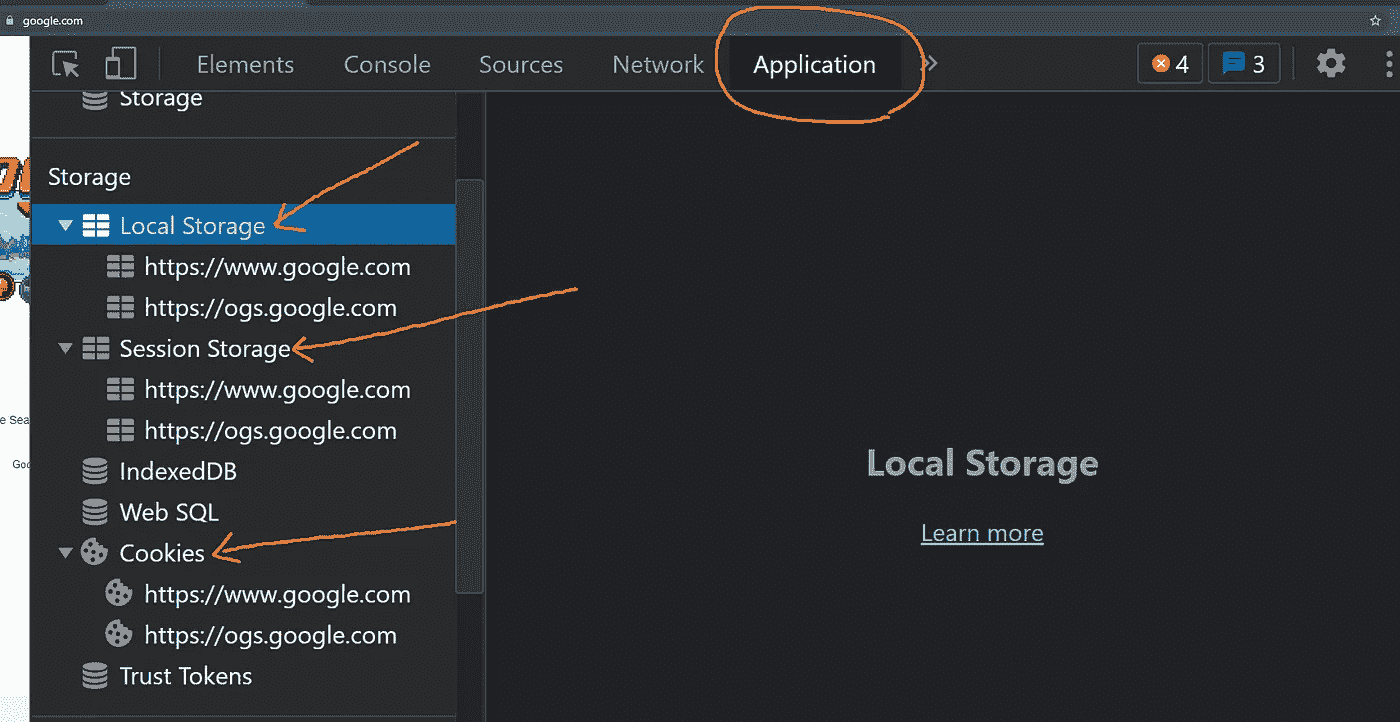 google.com
Elements Console Sources Network Application 4 3
Storage
Storage
Local Storage
https://www.google.com
https://ogs.google.com
Session Storage
https://www.google.com
https://ogs.google.com
IndexedDB
Web SQL
Cookies
https://www.google.com
https://ogs.google.com
Trust Tokens
e Sea
Goo
Local Storage
Learn more